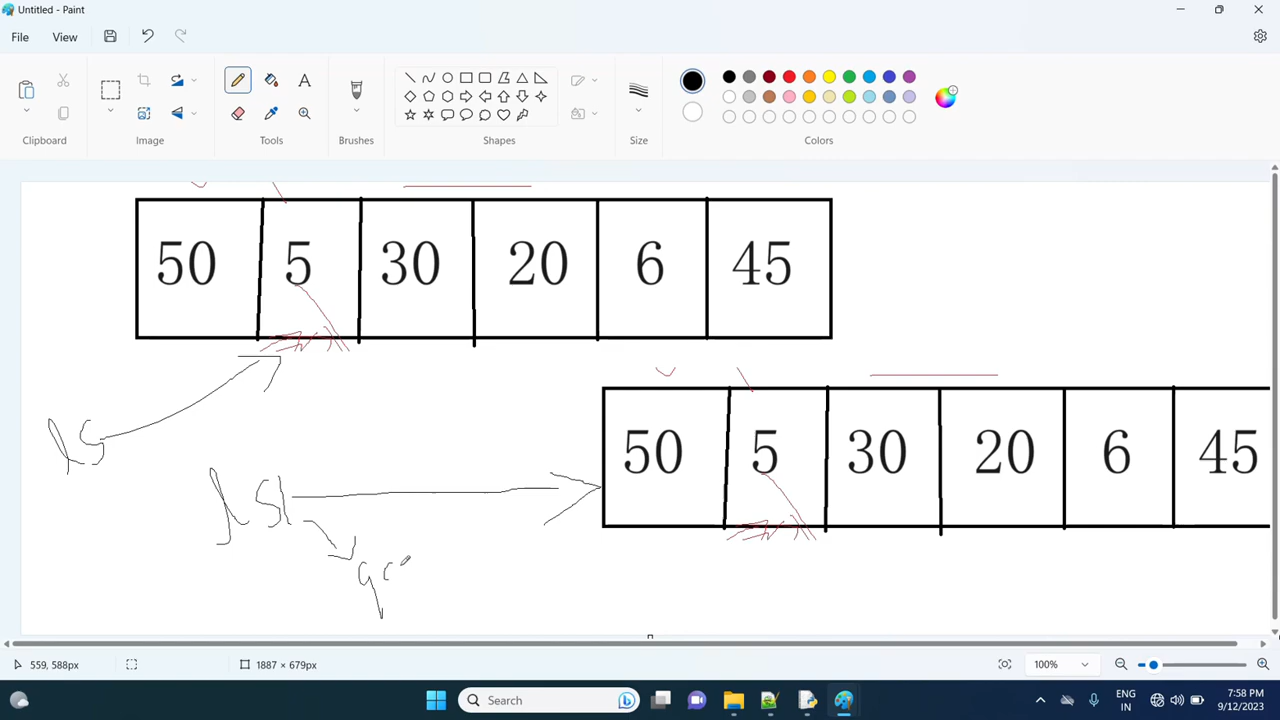 Untitled - Paint
File View
Clipboard Image Tools Brushes Shapes Size Colors
50 5 30 20 6 45
50 5 30 20 6 45
559, 588px 1887 × 679px 100%
Search ENG IN 7:58 PM 9/12/2023